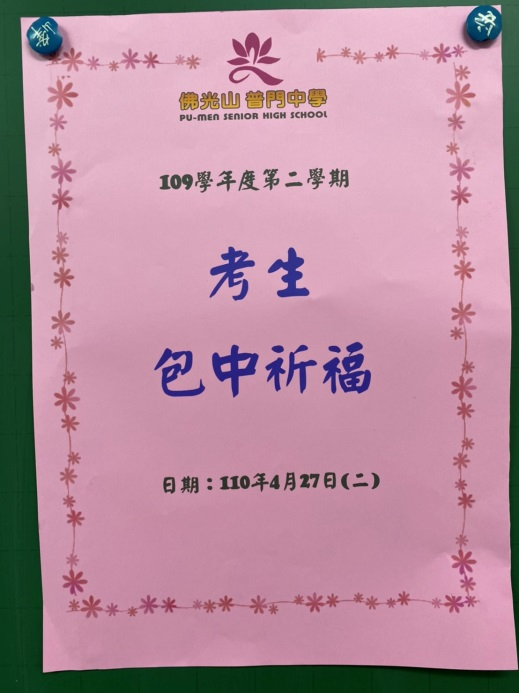 佛光山 普門中學
PU-MEN SENIOR HIGH SCHOOL
109學年度第二學期
考生
包中祈福
日期：110年4月27日(二)